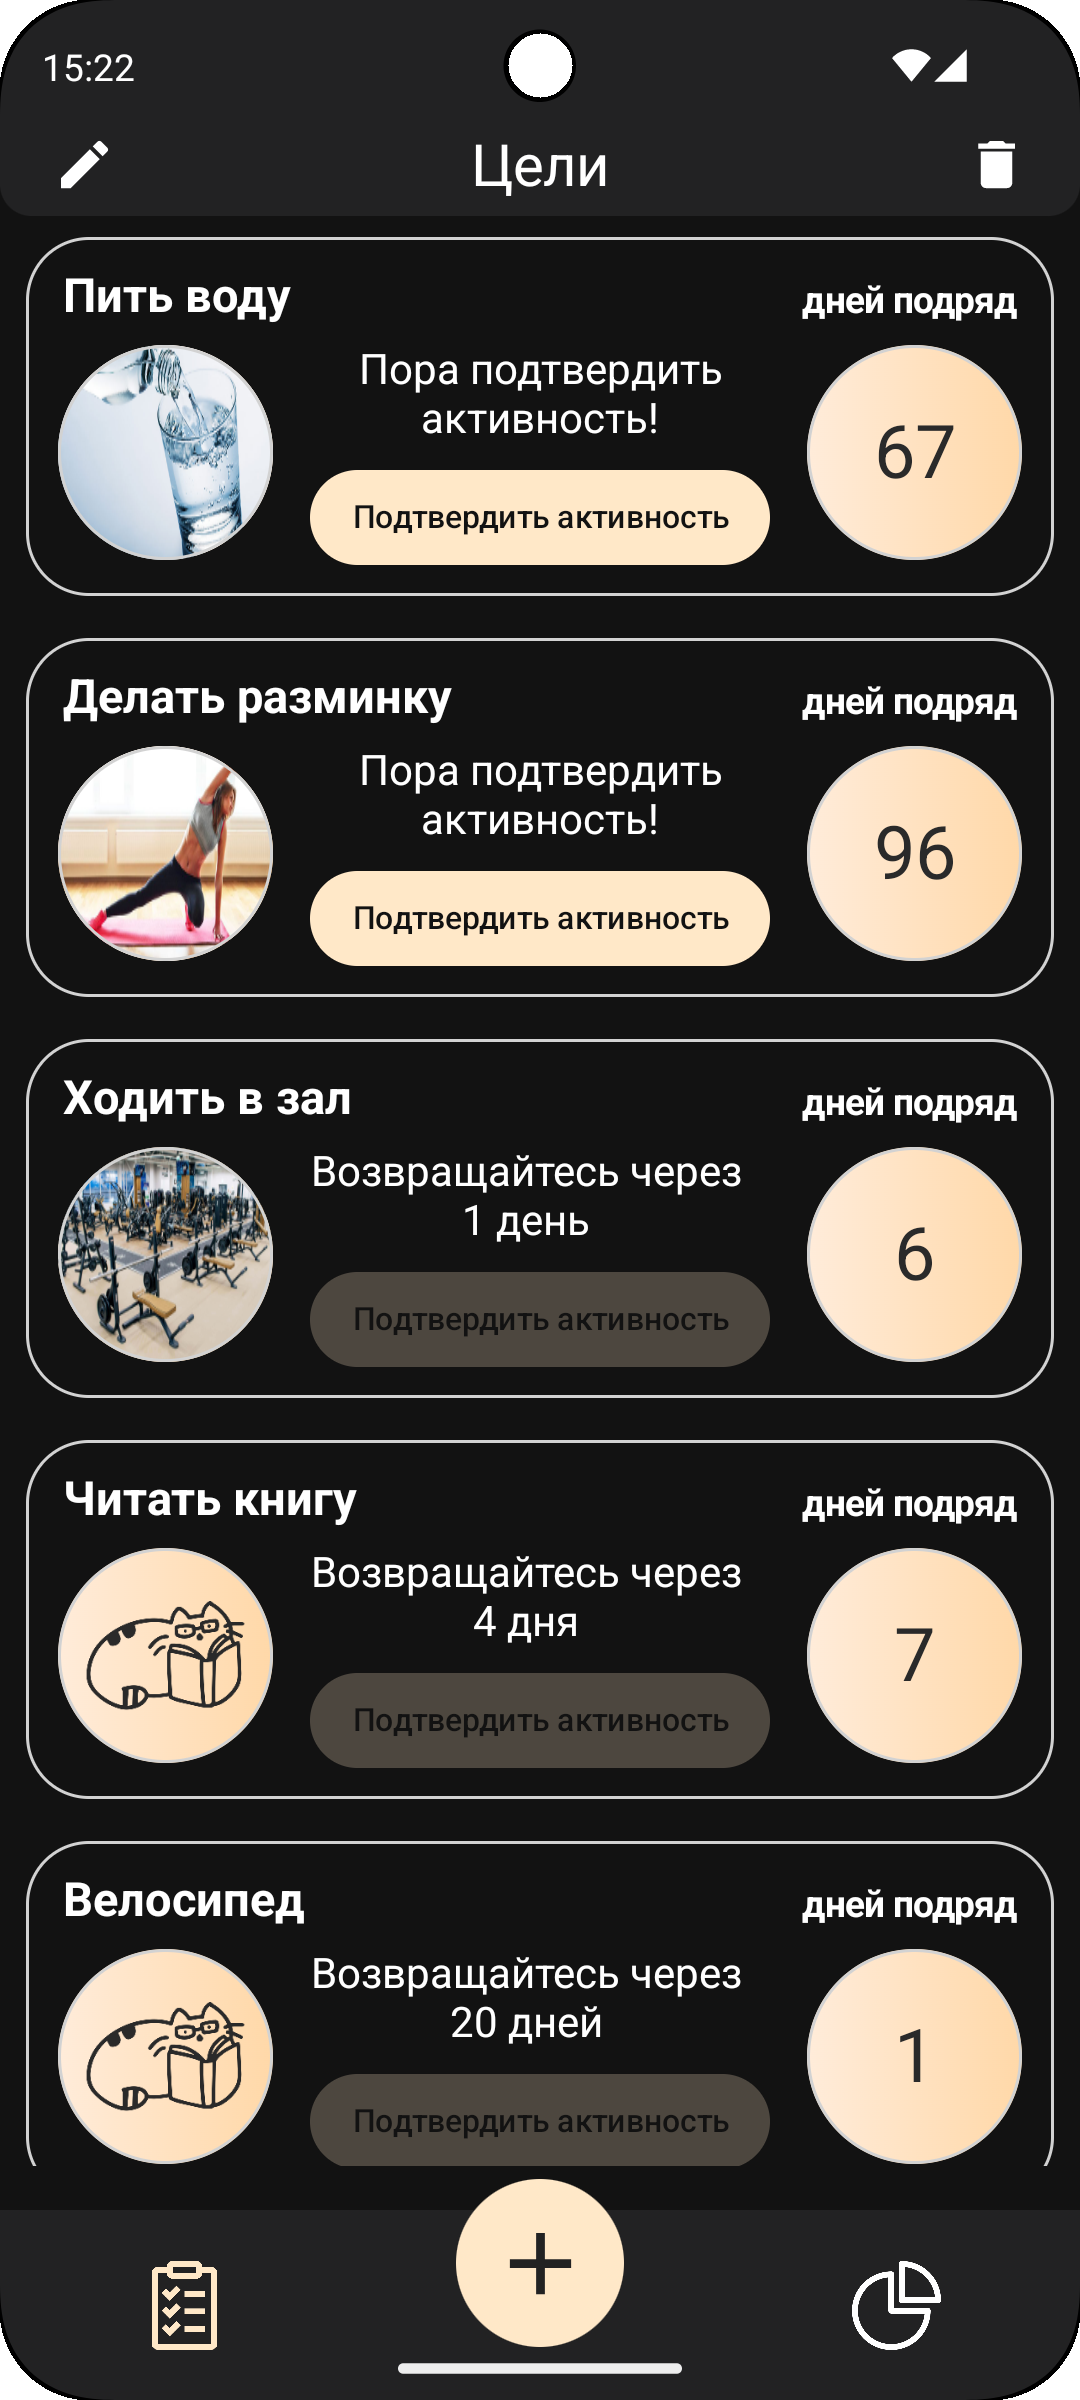 15:22
Цели
Пить воду
дней подряд
Пора подтвердить
активность!
67
Подтвердить активность
Делать разминку
дней подряд
Пора подтвердить
активность!
96
Подтвердить активность
Ходить в зал
дней подряд
Возвращайтесь через
1 день
6
Подтвердить активность
Читать книгу
дней подряд
Возвращайтесь через
4 дня
7
Подтвердить активность
Велосипед
дней подряд
Возвращайтесь через
20 дней
1
Подтвердить активность